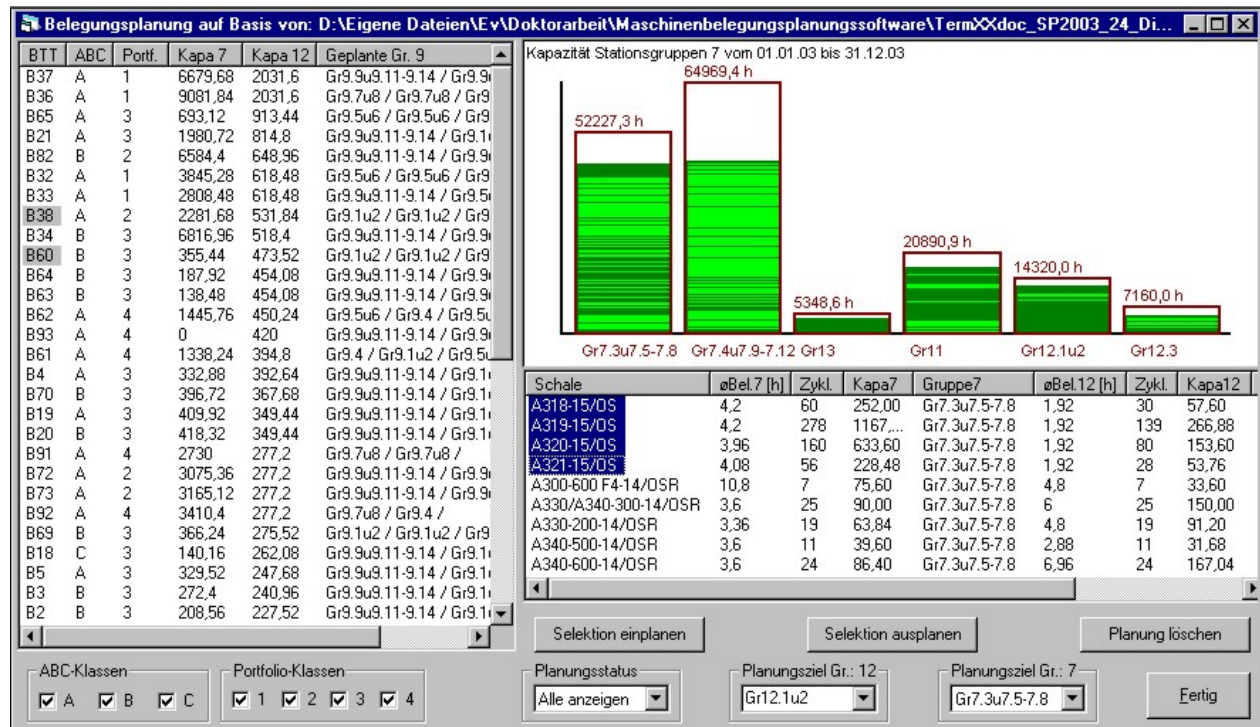 Belegungsplanung auf Basis von: D:\Eigene Dateien\Ev\Doktorarbeit\Maschinenbelegungsplanungssoftware\TermXXdoc_SP2003_24_Di...
BTT ABC Portf. Kapa 7 Kapa 12 Geplante Gr. 9
B37 A 1 6679,68 2031,6 Gr9.9u9.11-9.14 / Gr9.9u
B36 A 1 9081,84 2031,6 Gr9.7u8 / Gr9.7u8 / Gr9
B65 A 3 693,12 913,44 Gr9.5u6 / Gr9.5u6 / Gr9
B21 A 3 1980,72 814,8 Gr9.9u9.11-9.14 / Gr9.1u
B82 B 2 6584,4 648,96 Gr9.9u9.11-9.14 / Gr9.9u
B32 A 1 3845,28 618,48 Gr9.5u6 / Gr9.5u6 / Gr9
B33 A 1 2808,48 618,48 Gr9.9u9.11-9.14 / Gr9.5u
B38 A 2 2281,68 531,84 Gr9.1u2 / Gr9.1u2 / Gr9
B34 B 3 6816,96 518,4 Gr9.9u9.11-9.14 / Gr9.9u
B60 B 3 355,44 473,52 Gr9.1u2 / Gr9.1u2 / Gr9
B64 B 3 187,92 454,08 Gr9.9u9.11-9.14 / Gr9.9u
B63 B 3 138,48 454,08 Gr9.9u9.11-9.14 / Gr9.9u
B62 A 4 1445,76 450,24 Gr9.5u6 / Gr9.4 / Gr9.5u
B93 A 4 0 420 Gr9.9u9.11-9.14 / Gr9.9u
B61 A 4 1338,24 394,8 Gr9.4 / Gr9.1u2 / Gr9.5u
B4 A 3 332,88 392,64 Gr9.9u9.11-9.14 / Gr9.1u
B70 B 3 396,72 367,68 Gr9.9u9.11-9.14 / Gr9.1u
B19 A 3 409,92 349,44 Gr9.9u9.11-9.14 / Gr9.1u
B20 B 3 418,32 349,44 Gr9.9u9.11-9.14 / Gr9.1u
B91 A 4 2730 277,2 Gr9.7u8 / Gr9.7u8 /
B72 A 2 3075,36 277,2 Gr9.9u9.11-9.14 / Gr9.9u
B73 A 2 3165,12 277,2 Gr9.9u9.11-9.14 / Gr9.9u
B92 A 4 3410,4 277,2 Gr9.7u8 / Gr9.4 /
B69 B 3 366,24 275,52 Gr9.1u2 / Gr9.1u2 / Gr9
B18 C 3 140,16 262,08 Gr9.9u9.11-9.14 / Gr9.1u
B5 A 3 329,52 247,68 Gr9.9u9.11-9.14 / Gr9.1u
B3 B 3 272,4 240,96 Gr9.9u9.11-9.14 / Gr9.1u
B2 B 3 208,56 227,52 Gr9.9u9.11-9.14 / Gr9.1u
Kapazität Stationsgruppen 7 vom 01.01.03 bis 31.12.03
64969,4 h
52227,3 h
20890,9 h
14320,0 h
5348,6 h
7160,0 h
Gr7.3u7.5-7.8 Gr7.4u7.9-7.12 Gr13 Gr11 Gr12.1u2 Gr12.3
Schale øBel.7 [h] Zykl. Kapa7 Gruppe7 øBel.12 [h] Zykl. Kapa12
A318-15/OS 4,2 60 252,00 Gr7.3u7.5-7.8 1,92 30 57,60
A319-15/OS 4,2 278 1167,... Gr7.3u7.5-7.8 1,92 139 266,88
A320-15/OS 3,96 160 633,60 Gr7.3u7.5-7.8 1,92 80 153,60
A321-15/OS 4,08 56 228,48 Gr7.3u7.5-7.8 1,92 28 53,76
A300-600 F4-14/OSR 10,8 7 75,60 Gr7.3u7.5-7.8 4,8 7 33,60
A330/A340-300-14/OSR 3,6 25 90,00 Gr7.3u7.5-7.8 6 25 150,00
A330-200-14/OSR 3,36 19 63,84 Gr7.3u7.5-7.8 4,8 19 91,20
A340-500-14/OSR 3,6 11 39,60 Gr7.3u7.5-7.8 2,88 11 31,68
A340-600-14/OSR 3,6 24 86,40 Gr7.3u7.5-7.8 6,96 24 167,04
Selektion einplanen Selektion ausplanen Planung löschen
ABC-Klassen Portfolio-Klassen Planungsstatus Planungsziel Gr.: 12 Planungsziel Gr.: 7
A B C 1 2 3 4 Alle anzeigen Gr12.1u2 Gr7.3u7.5-7.8 Fertig